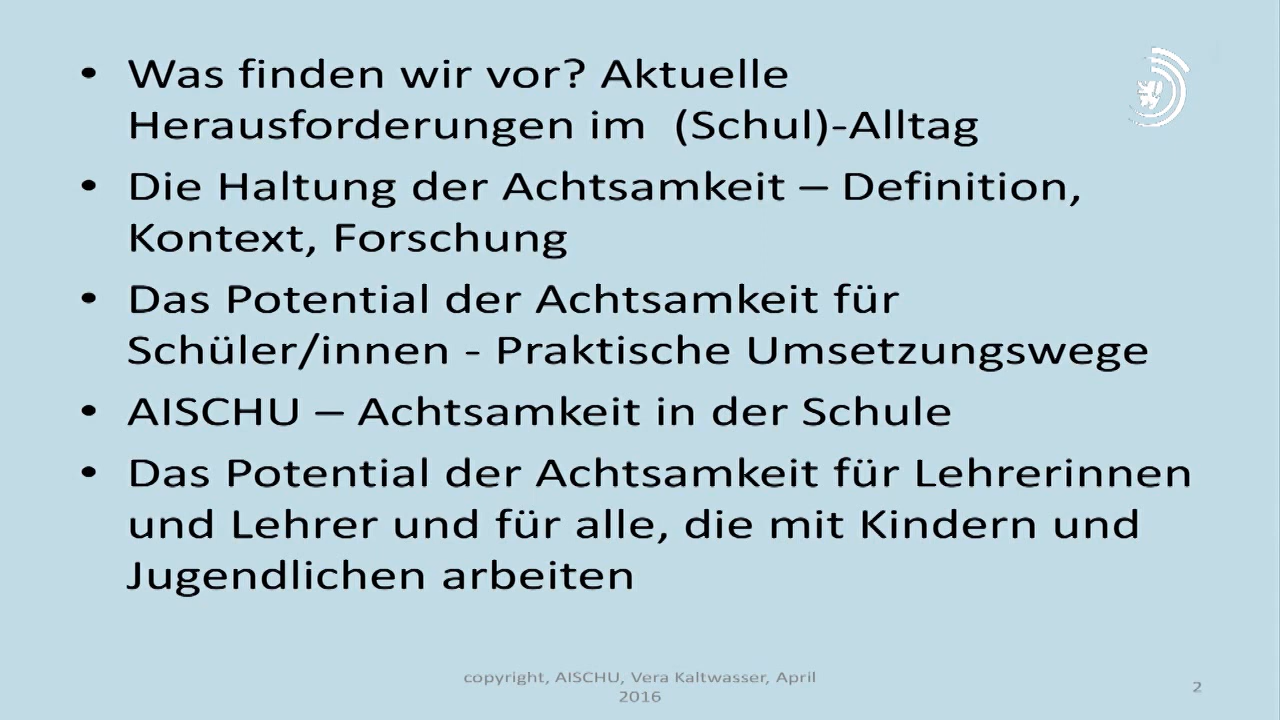 • Was finden wir vor? Aktuelle
Herausforderungen im (Schul)-Alltag
• Die Haltung der Achtsamkeit – Definition,
Kontext, Forschung
• Das Potential der Achtsamkeit für
Schüler/innen - Praktische Umsetzungswege
• AISCHU – Achtsamkeit in der Schule
• Das Potential der Achtsamkeit für Lehrerinnen
und Lehrer und für alle, die mit Kindern und
Jugendlichen arbeiten
copyright, AISCHU, Vera Kaltwasser, April
2016
2